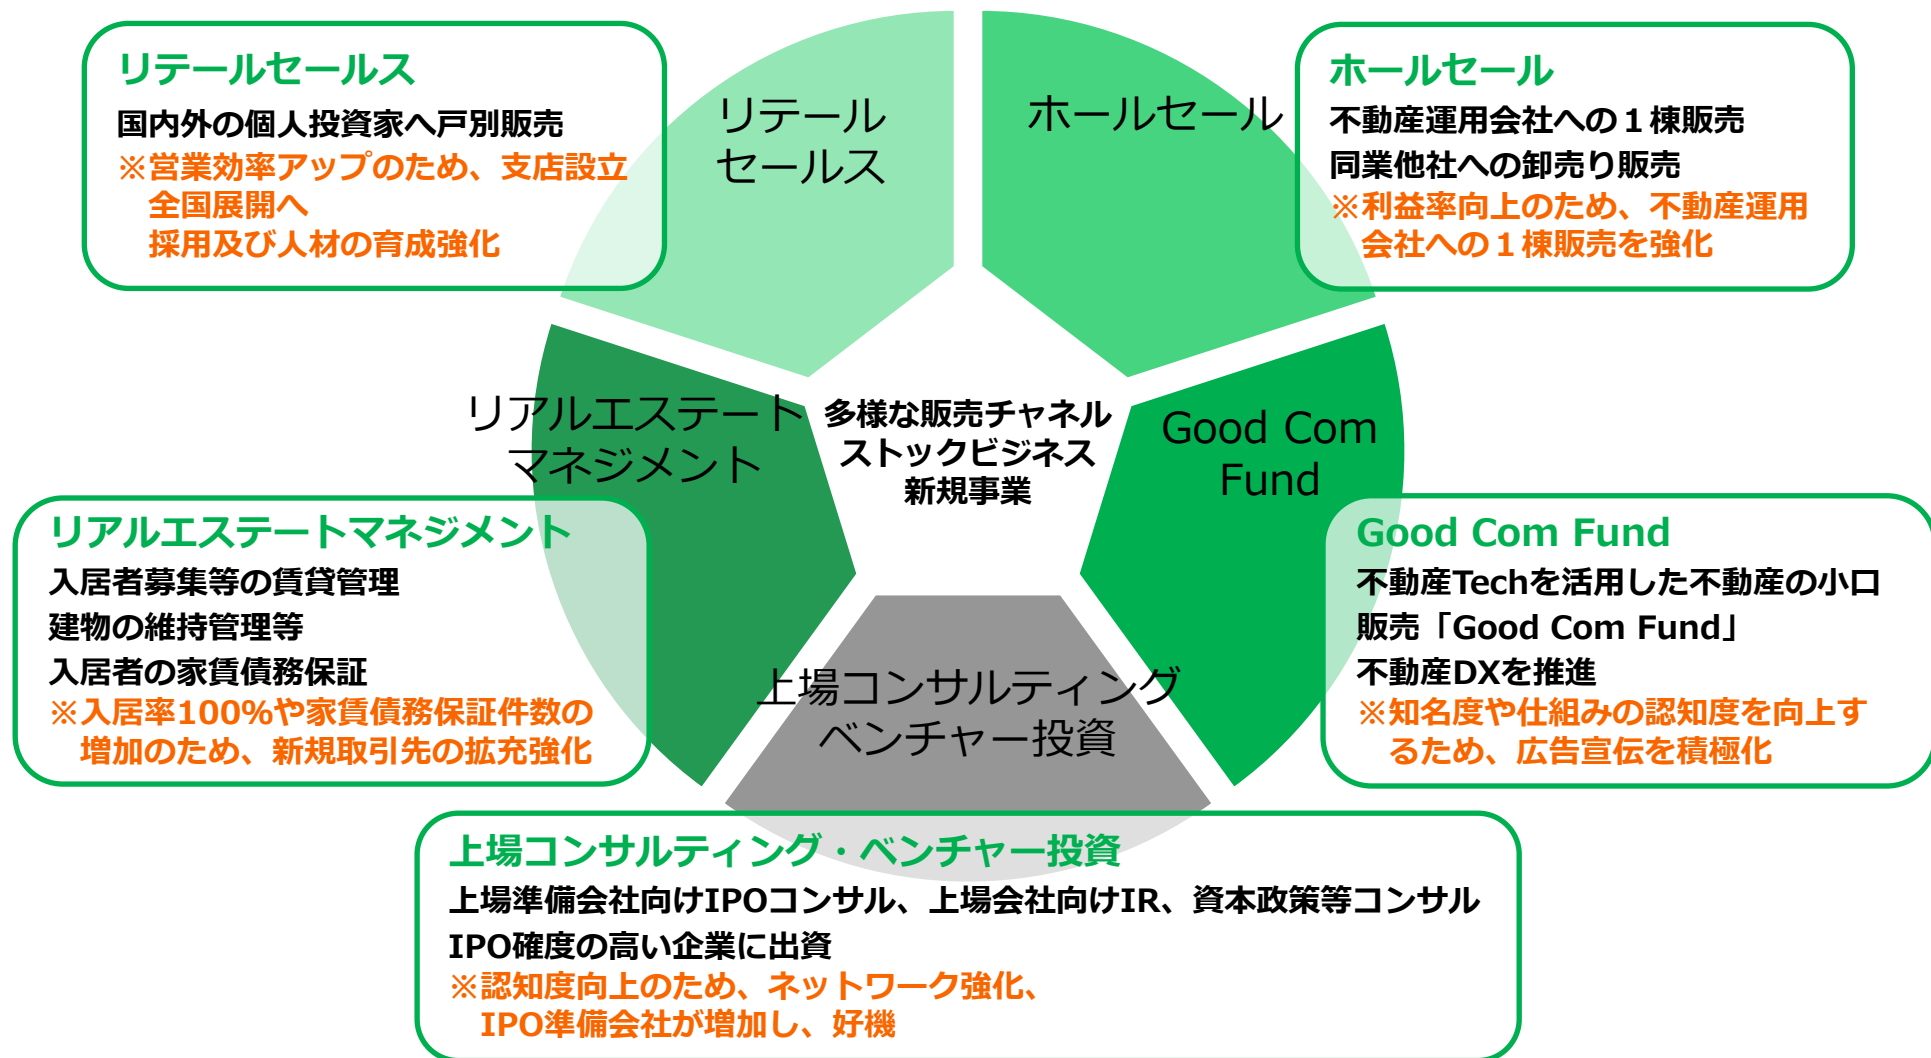 リテールセールス
国内外の個人投資家へ戸別販売
※営業効率アップのため、支店設立
全国展開へ
採用及び人材の育成強化
リテール
セールス
ホールセール
ホールセール
不動産運用会社への１棟販売
同業他社への卸売り販売
※利益率向上のため、不動産運用
会社への１棟販売を強化
リアルエステート
マネジメント
多様な販売チャネル
ストックビジネス
新規事業
Good Com
Fund
リアルエステートマネジメント
入居者募集等の賃貸管理
建物の維持管理等
入居者の家賃債務保証
※入居率100%や家賃債務保証件数の
増加のため、新規取引先の拡充強化
上場コンサルティング
ベンチャー投資
Good Com Fund
不動産Techを活用した不動産の小口
販売「Good Com Fund」
不動産DXを推進
※知名度や仕組みの認知度を向上す
るため、広告宣伝を積極化
上場コンサルティング・ベンチャー投資
上場準備会社向けIPOコンサル、上場会社向けIR、資本政策等コンサル
IPO確度の高い企業に出資
※認知度向上のため、ネットワーク強化、
IPO準備会社が増加し、好機